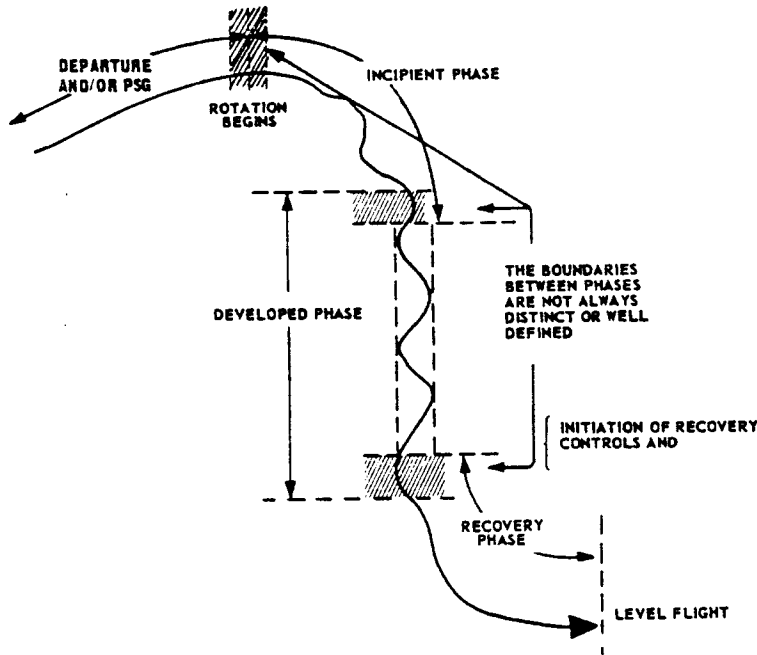 DEPARTURE
AND/OR PSG
ROTATION
BEGINS
INCIPIENT PHASE
DEVELOPED PHASE
THE BOUNDARIES
BETWEEN PHASES
ARE NOT ALWAYS
DISTINCT OR WELL
DEFINED
INITIATION OF RECOVERY
CONTROLS AND
RECOVERY
PHASE
LEVEL FLIGHT